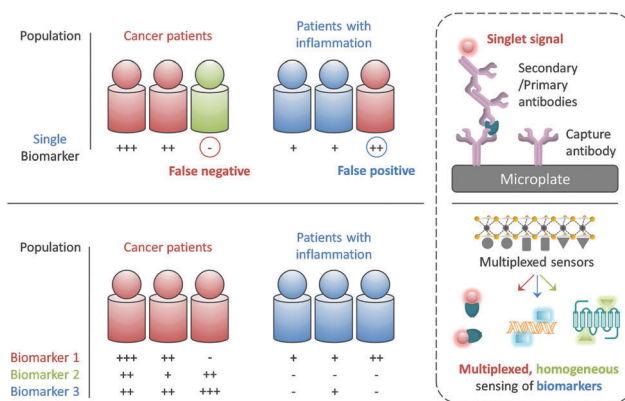 Population
Cancer patients
Patients with
inflammation
Single
Biomarker
+++ ++ - + + ++
False negative
False positive
Singlet signal
Secondary
/Primary
antibodies
Capture
antibody
Microplate
Population
Cancer patients
Patients with
inflammation
Biomarker 1 +++ ++ - + + ++
Biomarker 2 ++ + ++ - - -
Biomarker 3 ++ ++ +++ - + -
Multiplexed sensors
Multiplexed, homogeneous
sensing of biomarkers